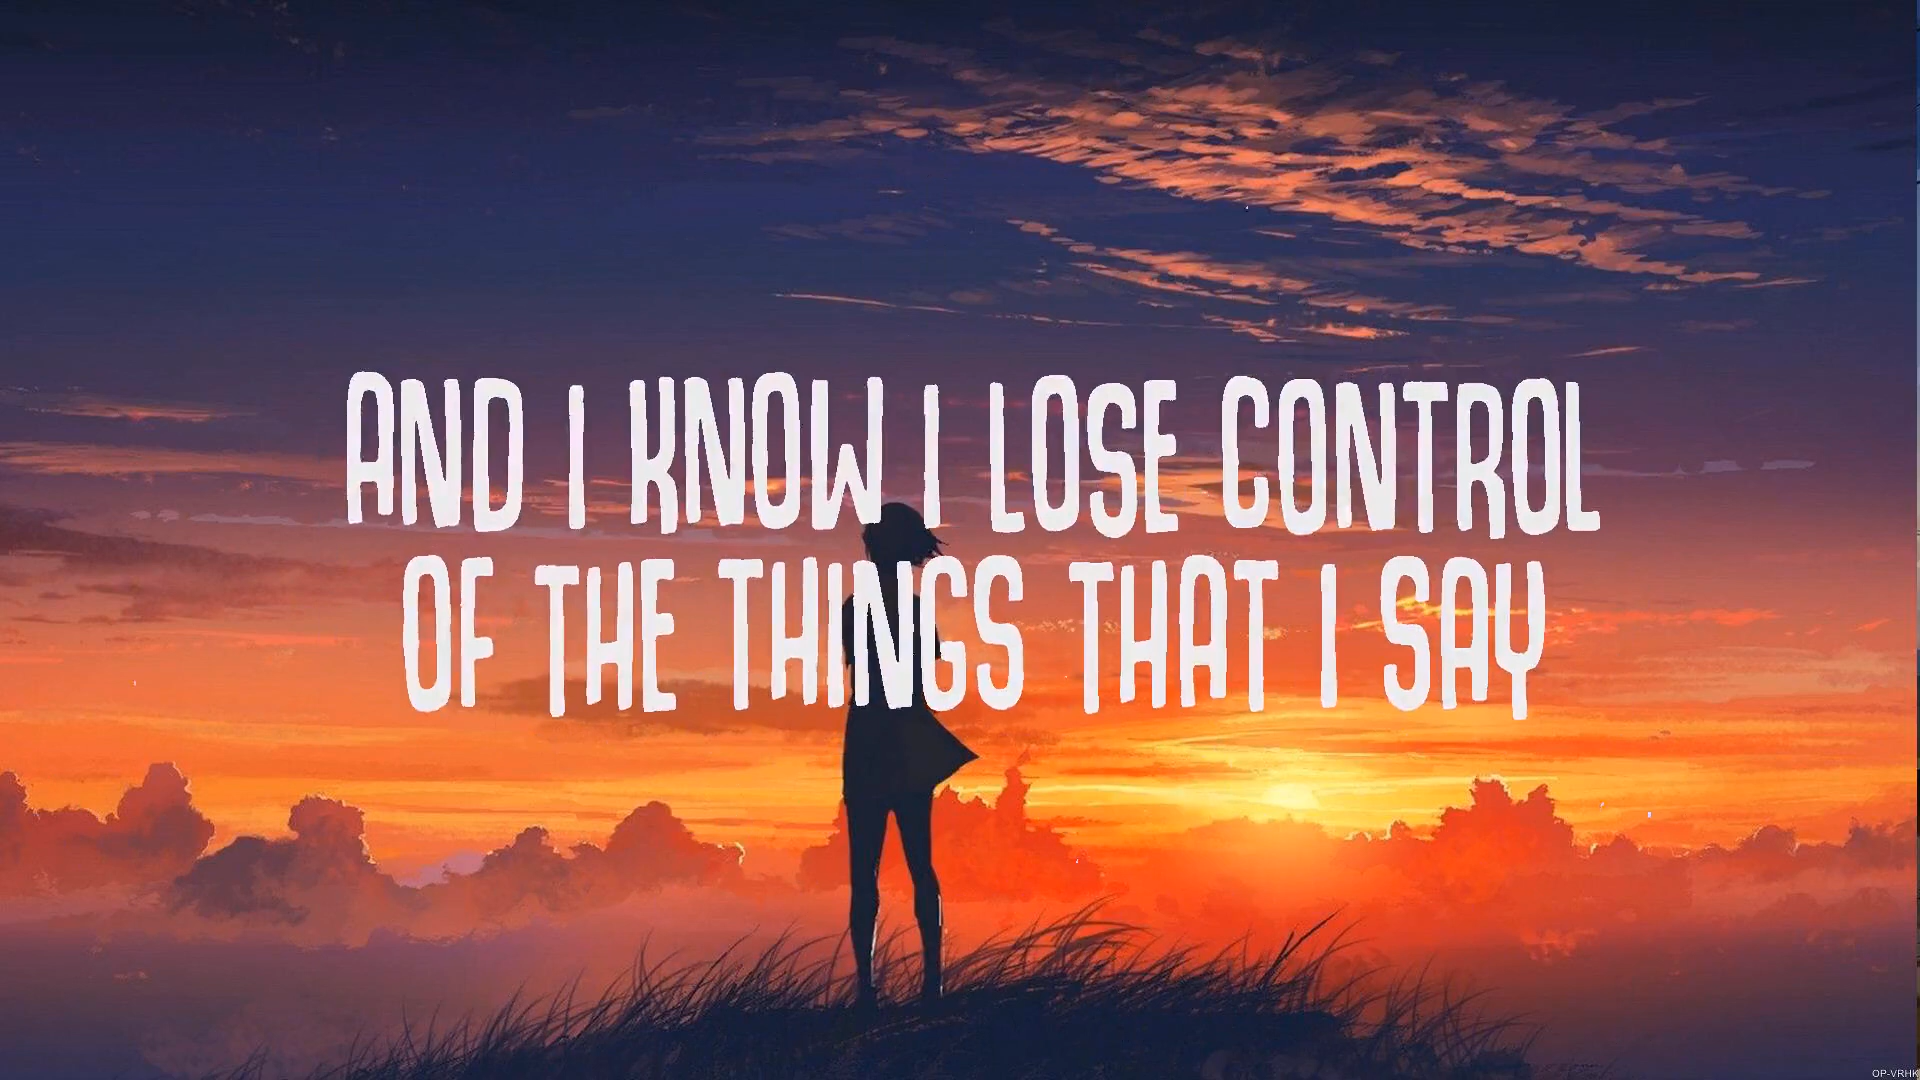 AND I KNOW I LOSE CONTROL
OF THE THINGS THAT I SAY
OP-VRHK